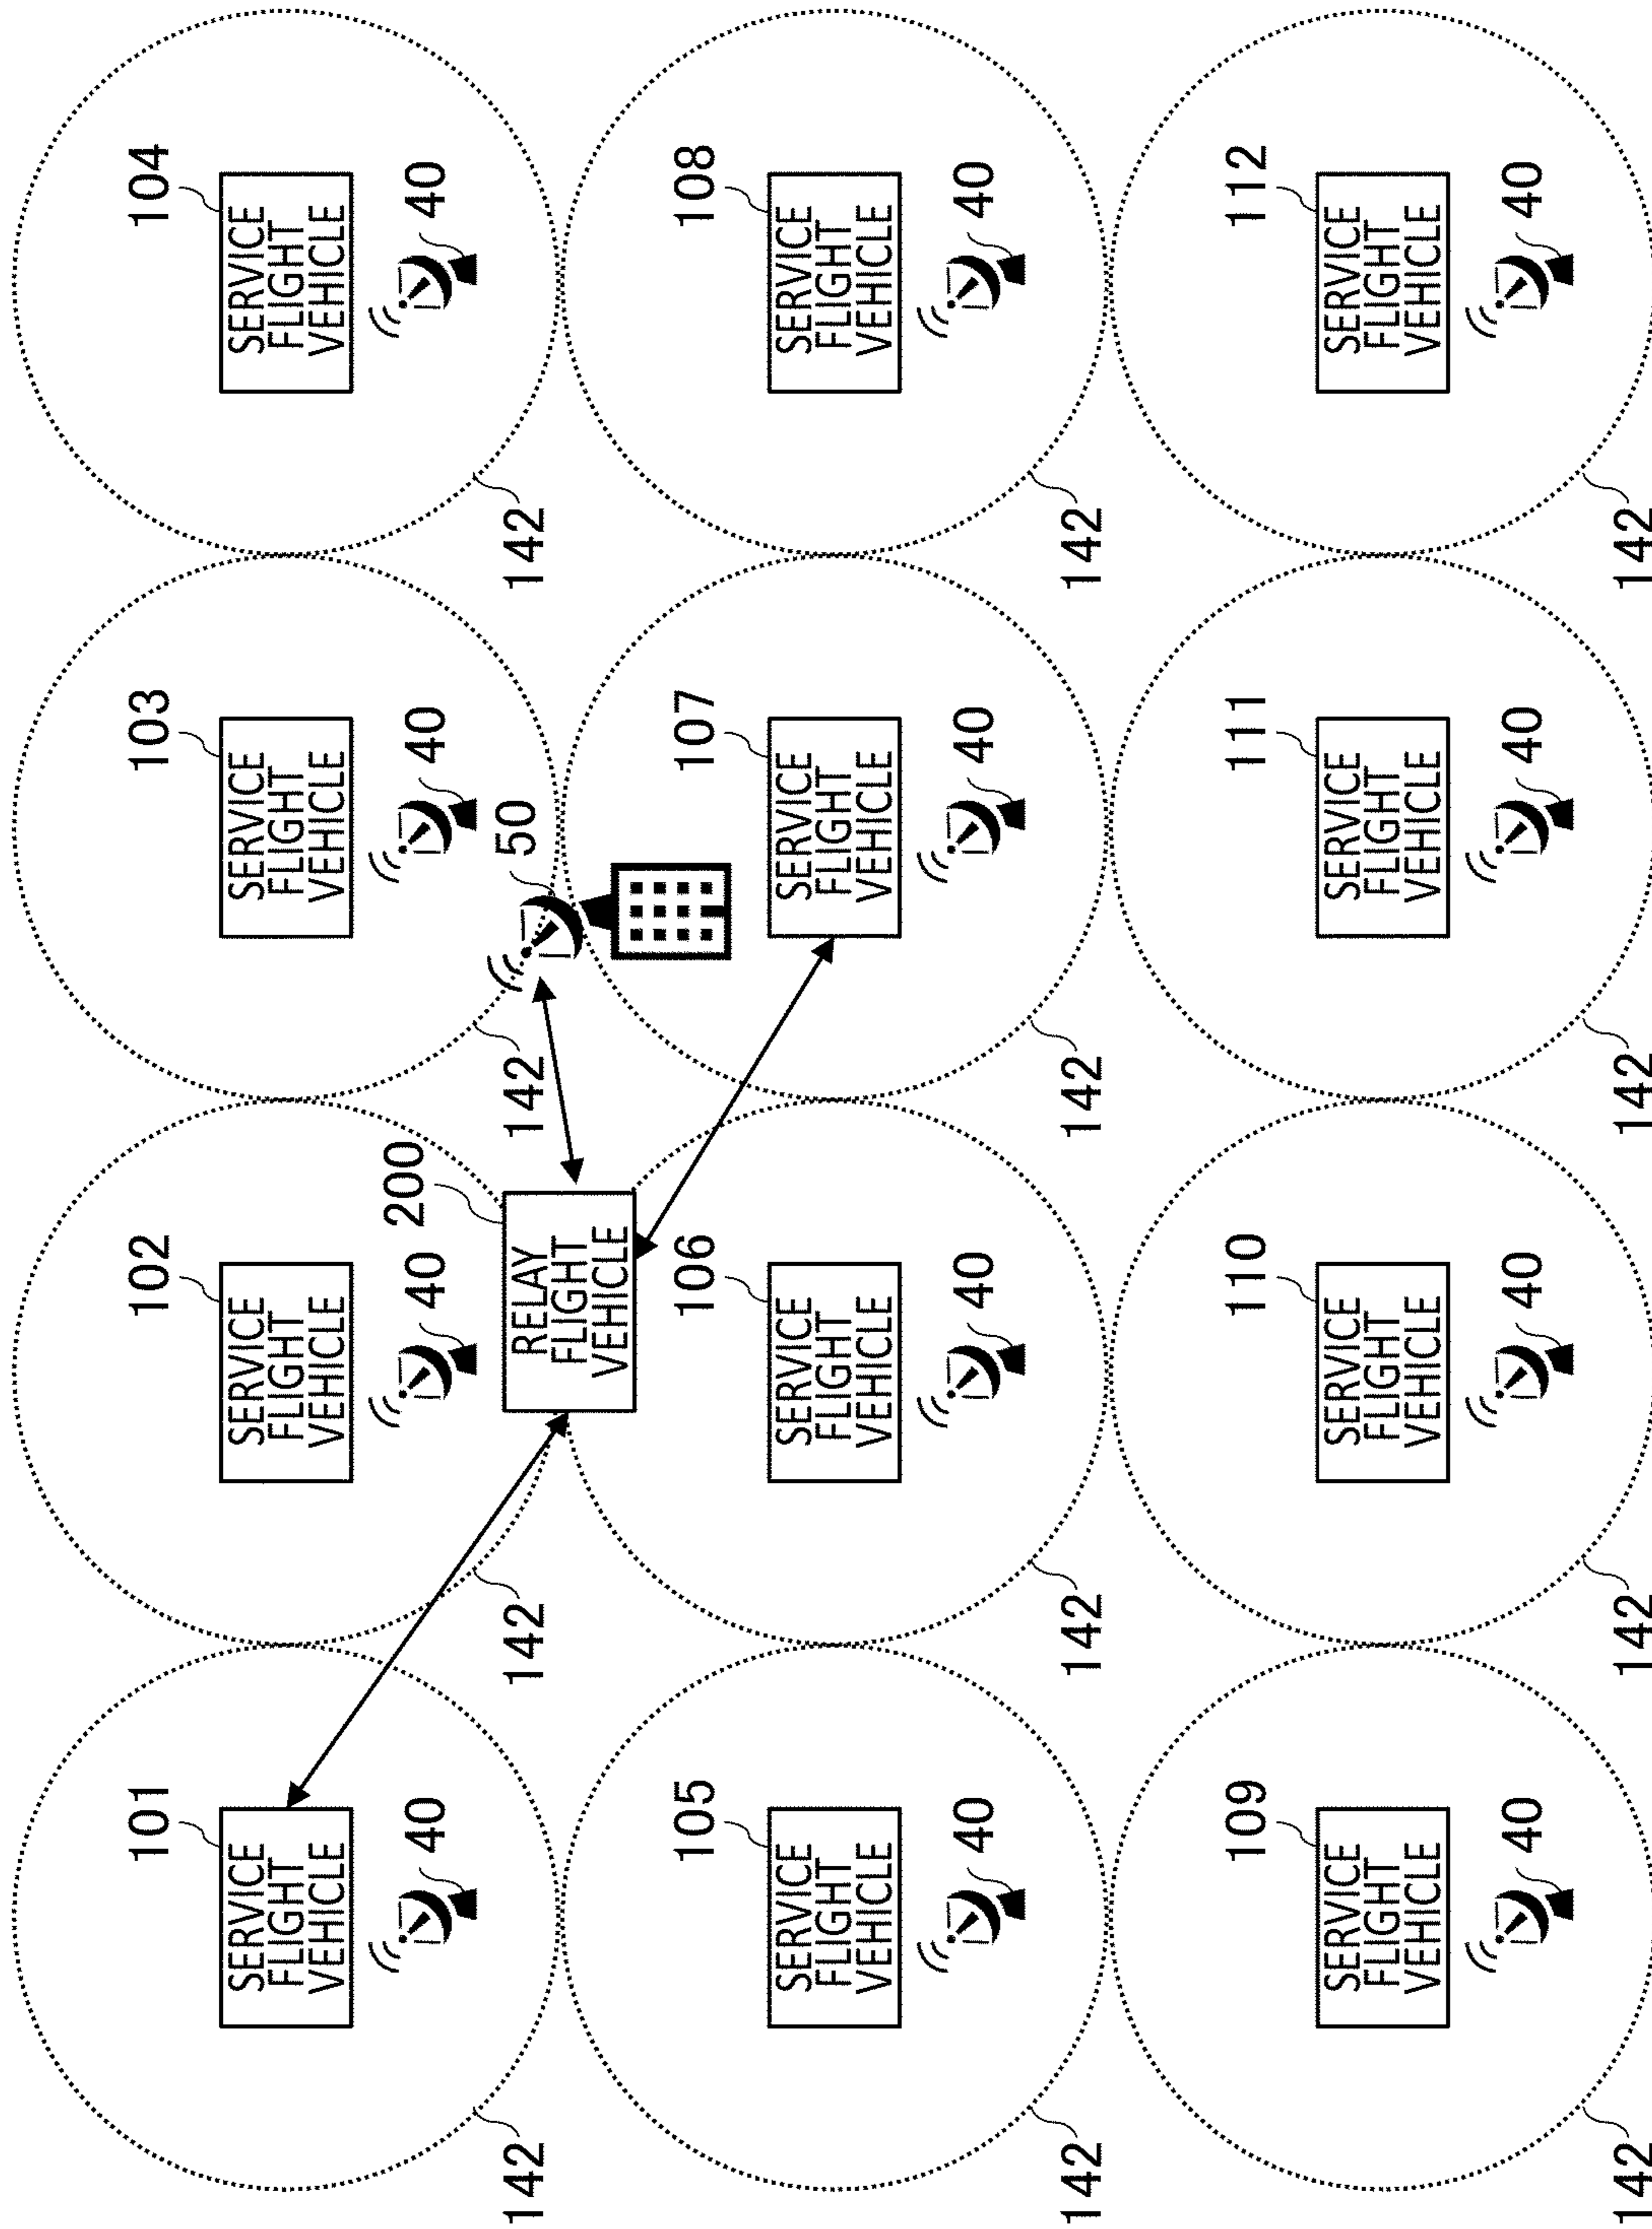 101
SERVICE
FLIGHT
VEHICLE
40
142
102
SERVICE
FLIGHT
VEHICLE
40
142
103
SERVICE
FLIGHT
VEHICLE
40
142
104
SERVICE
FLIGHT
VEHICLE
40
142
200
RELAY
FLIGHT
VEHICLE
50
105
SERVICE
FLIGHT
VEHICLE
40
142
106
SERVICE
FLIGHT
VEHICLE
40
142
107
SERVICE
FLIGHT
VEHICLE
40
142
108
SERVICE
FLIGHT
VEHICLE
40
142
109
SERVICE
FLIGHT
VEHICLE
40
142
110
SERVICE
FLIGHT
VEHICLE
40
142
111
SERVICE
FLIGHT
VEHICLE
40
142
112
SERVICE
FLIGHT
VEHICLE
40
142